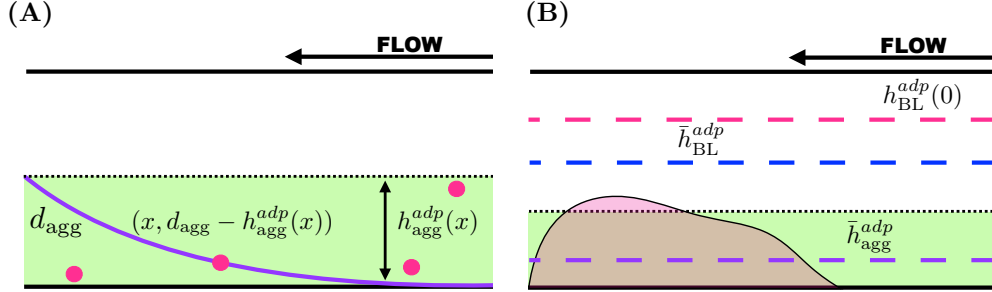 (A)
FLOW
d_agg
(x, d_agg − h_agg^adp(x))
h_agg^adp(x)
(B)
FLOW
h_BL^adp(0)
h̄_BL^adp
h̄_agg^adp